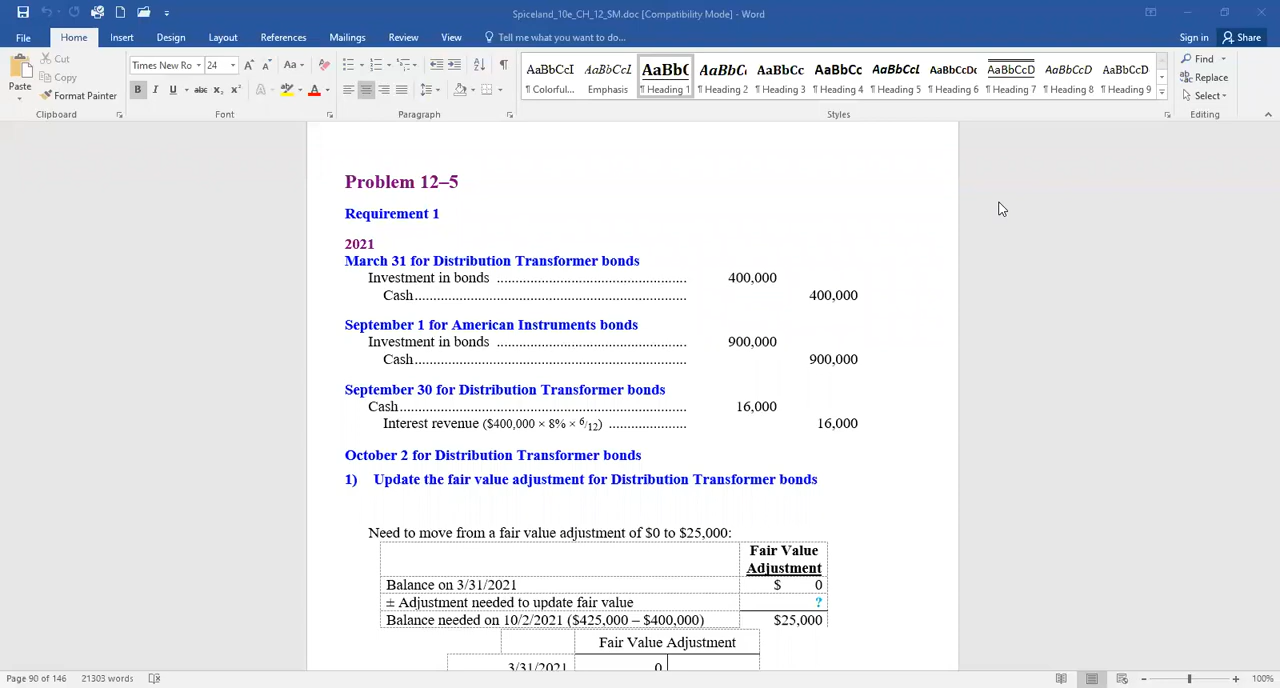 Spiceland_10e_CH_12_SM.doc [Compatibility Mode] - Word
File Home Insert Design Layout References Mailings Review View Tell me what you want to do... Sign in Share
Paste Cut Copy Format Painter
Clipboard
Times New Ro 24 Aa
B I U abc x₂ x²
Font
Paragraph
AaBbCcI AaBbCcL AaBbC AaBbC AaBbCc AaBbCc AaBbCcL AaBbCcDc AaBbCcD AaBbCcD AaBbCcD
¶ Colorful... Emphasis ¶ Heading 1 ¶ Heading 2 ¶ Heading 3 ¶ Heading 4 ¶ Heading 5 ¶ Heading 6 ¶ Heading 7 ¶ Heading 8 ¶ Heading 9
Styles
Find
Replace
Select
Editing
Problem 12–5
Requirement 1
2021
March 31 for Distribution Transformer bonds
Investment in bonds .................................................. 400,000
Cash........................................................................ 400,000
September 1 for American Instruments bonds
Investment in bonds .................................................. 900,000
Cash........................................................................ 900,000
September 30 for Distribution Transformer bonds
Cash............................................................................ 16,000
Interest revenue ($400,000 × 8% × 6/12) ..................... 16,000
October 2 for Distribution Transformer bonds
1) Update the fair value adjustment for Distribution Transformer bonds
Need to move from a fair value adjustment of $0 to $25,000:
Fair Value
Adjustment
Balance on 3/31/2021 $ 0
± Adjustment needed to update fair value ?
Balance needed on 10/2/2021 ($425,000 – $400,000) $25,000
Fair Value Adjustment
3/31/2021 0
Page 90 of 146 21303 words 100%